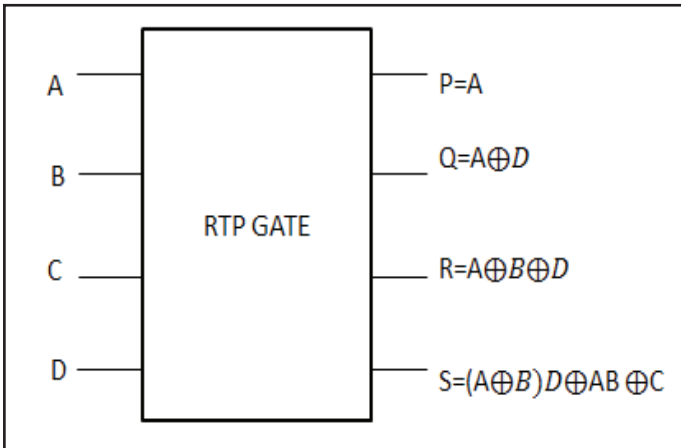 A
P=A
B
Q=A⊕D
RTP GATE
C
R=A⊕B⊕D
D
S=(A⊕B)D⊕AB ⊕C